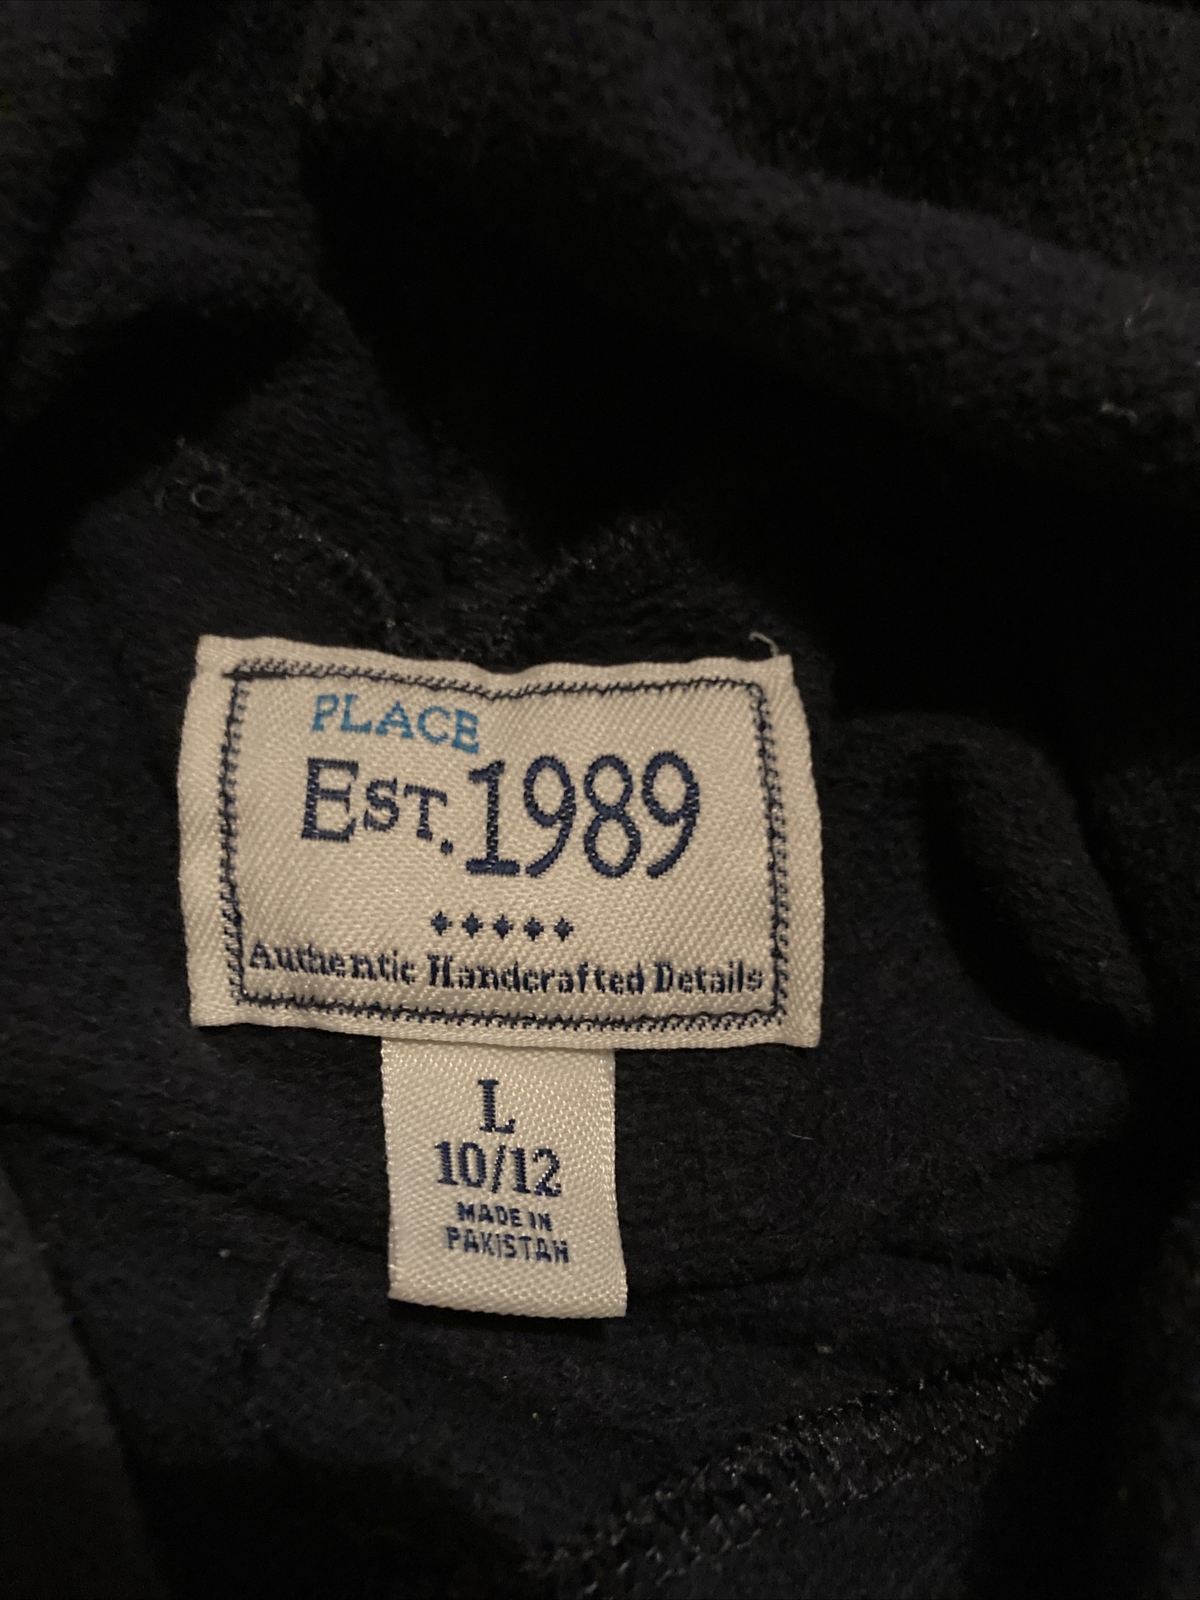 PLACE
EST. 1989
Authentic Handcrafted Details
L
10/12
MADE IN
PAKISTAN